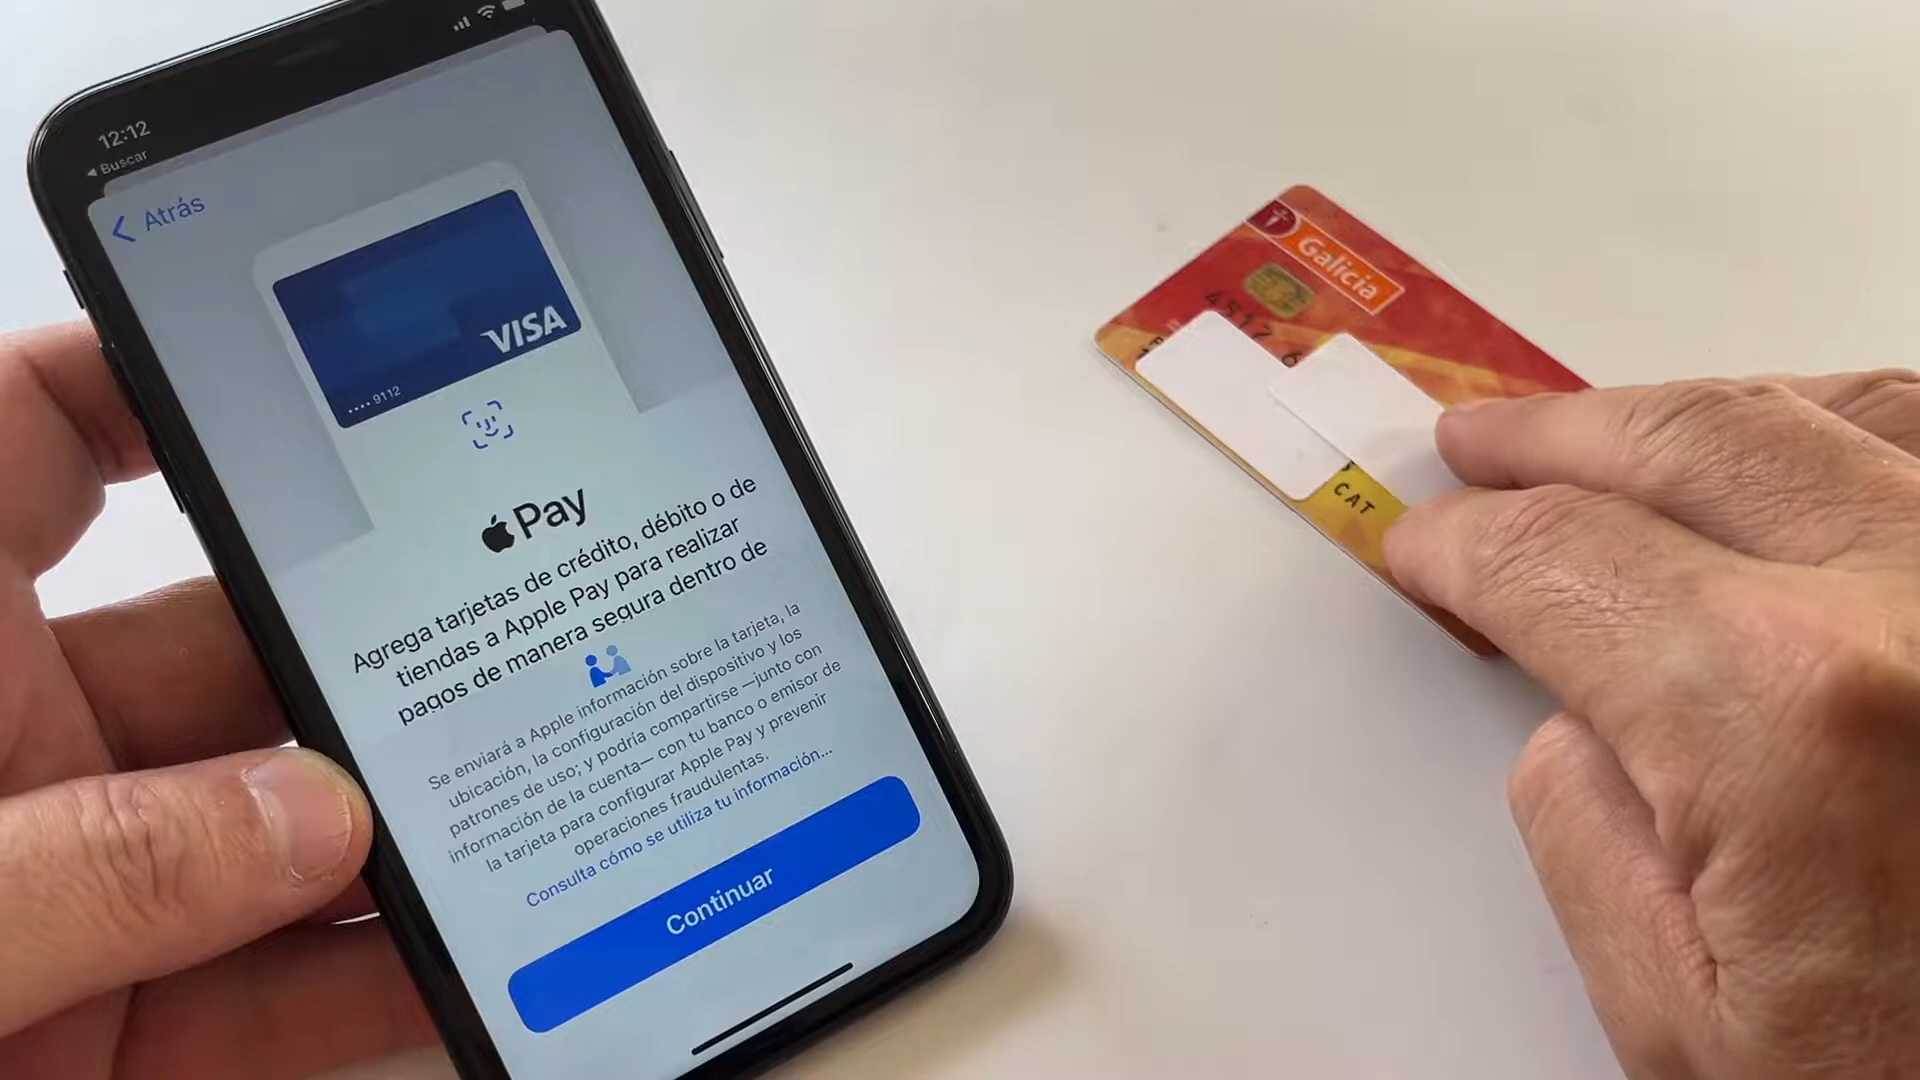 12:12
Buscar
Atrás
VISA
•••• 9112
Pay
Agrega tarjetas de crédito, débito o de
tiendas a Apple Pay para realizar
pagos de manera segura dentro de
Se enviará a Apple información sobre la tarjeta, la
ubicación, la configuración del dispositivo y los
patrones de uso; y podría compartirse —junto con
información de la cuenta— con tu banco o emisor de
la tarjeta para configurar Apple Pay y prevenir
operaciones fraudulentas.
Consulta cómo se utiliza tu información...
Continuar
Galicia
4517 6
CAT